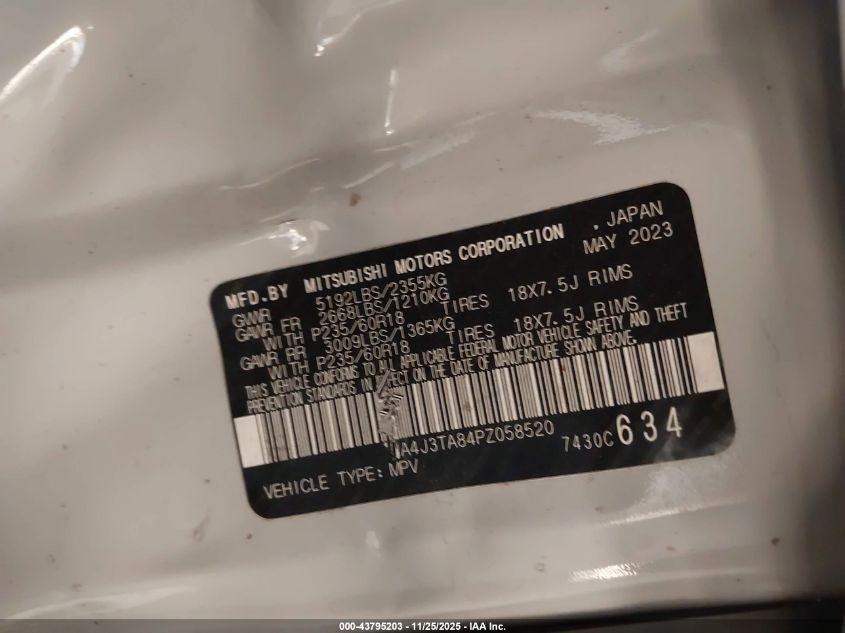 MFD.BY MITSUBISHI MOTORS CORPORATION , JAPAN
MAY 2023
GWWR 5192LBS/2355KG
GAWR FR 2668LBS/1210KG
WITH P235/60R18 TIRES 18X7.5J RIMS
GAWR RR 3009LBS/1365KG
WITH P235/60R18 TIRES 18X7.5J RIMS
THIS VEHICLE CONFORMS TO ALL APPLICABLE FEDERAL MOTOR VEHICLE SAFETY AND THEFT
PREVENTION STANDARDS IN EFFECT ON THE DATE OF MANUFACTURE SHOWN ABOVE.
A4J3TA84PZ058520 7430C 634
VEHICLE TYPE: MPV
000-43795203 - 11/25/2025 - IAA Inc.